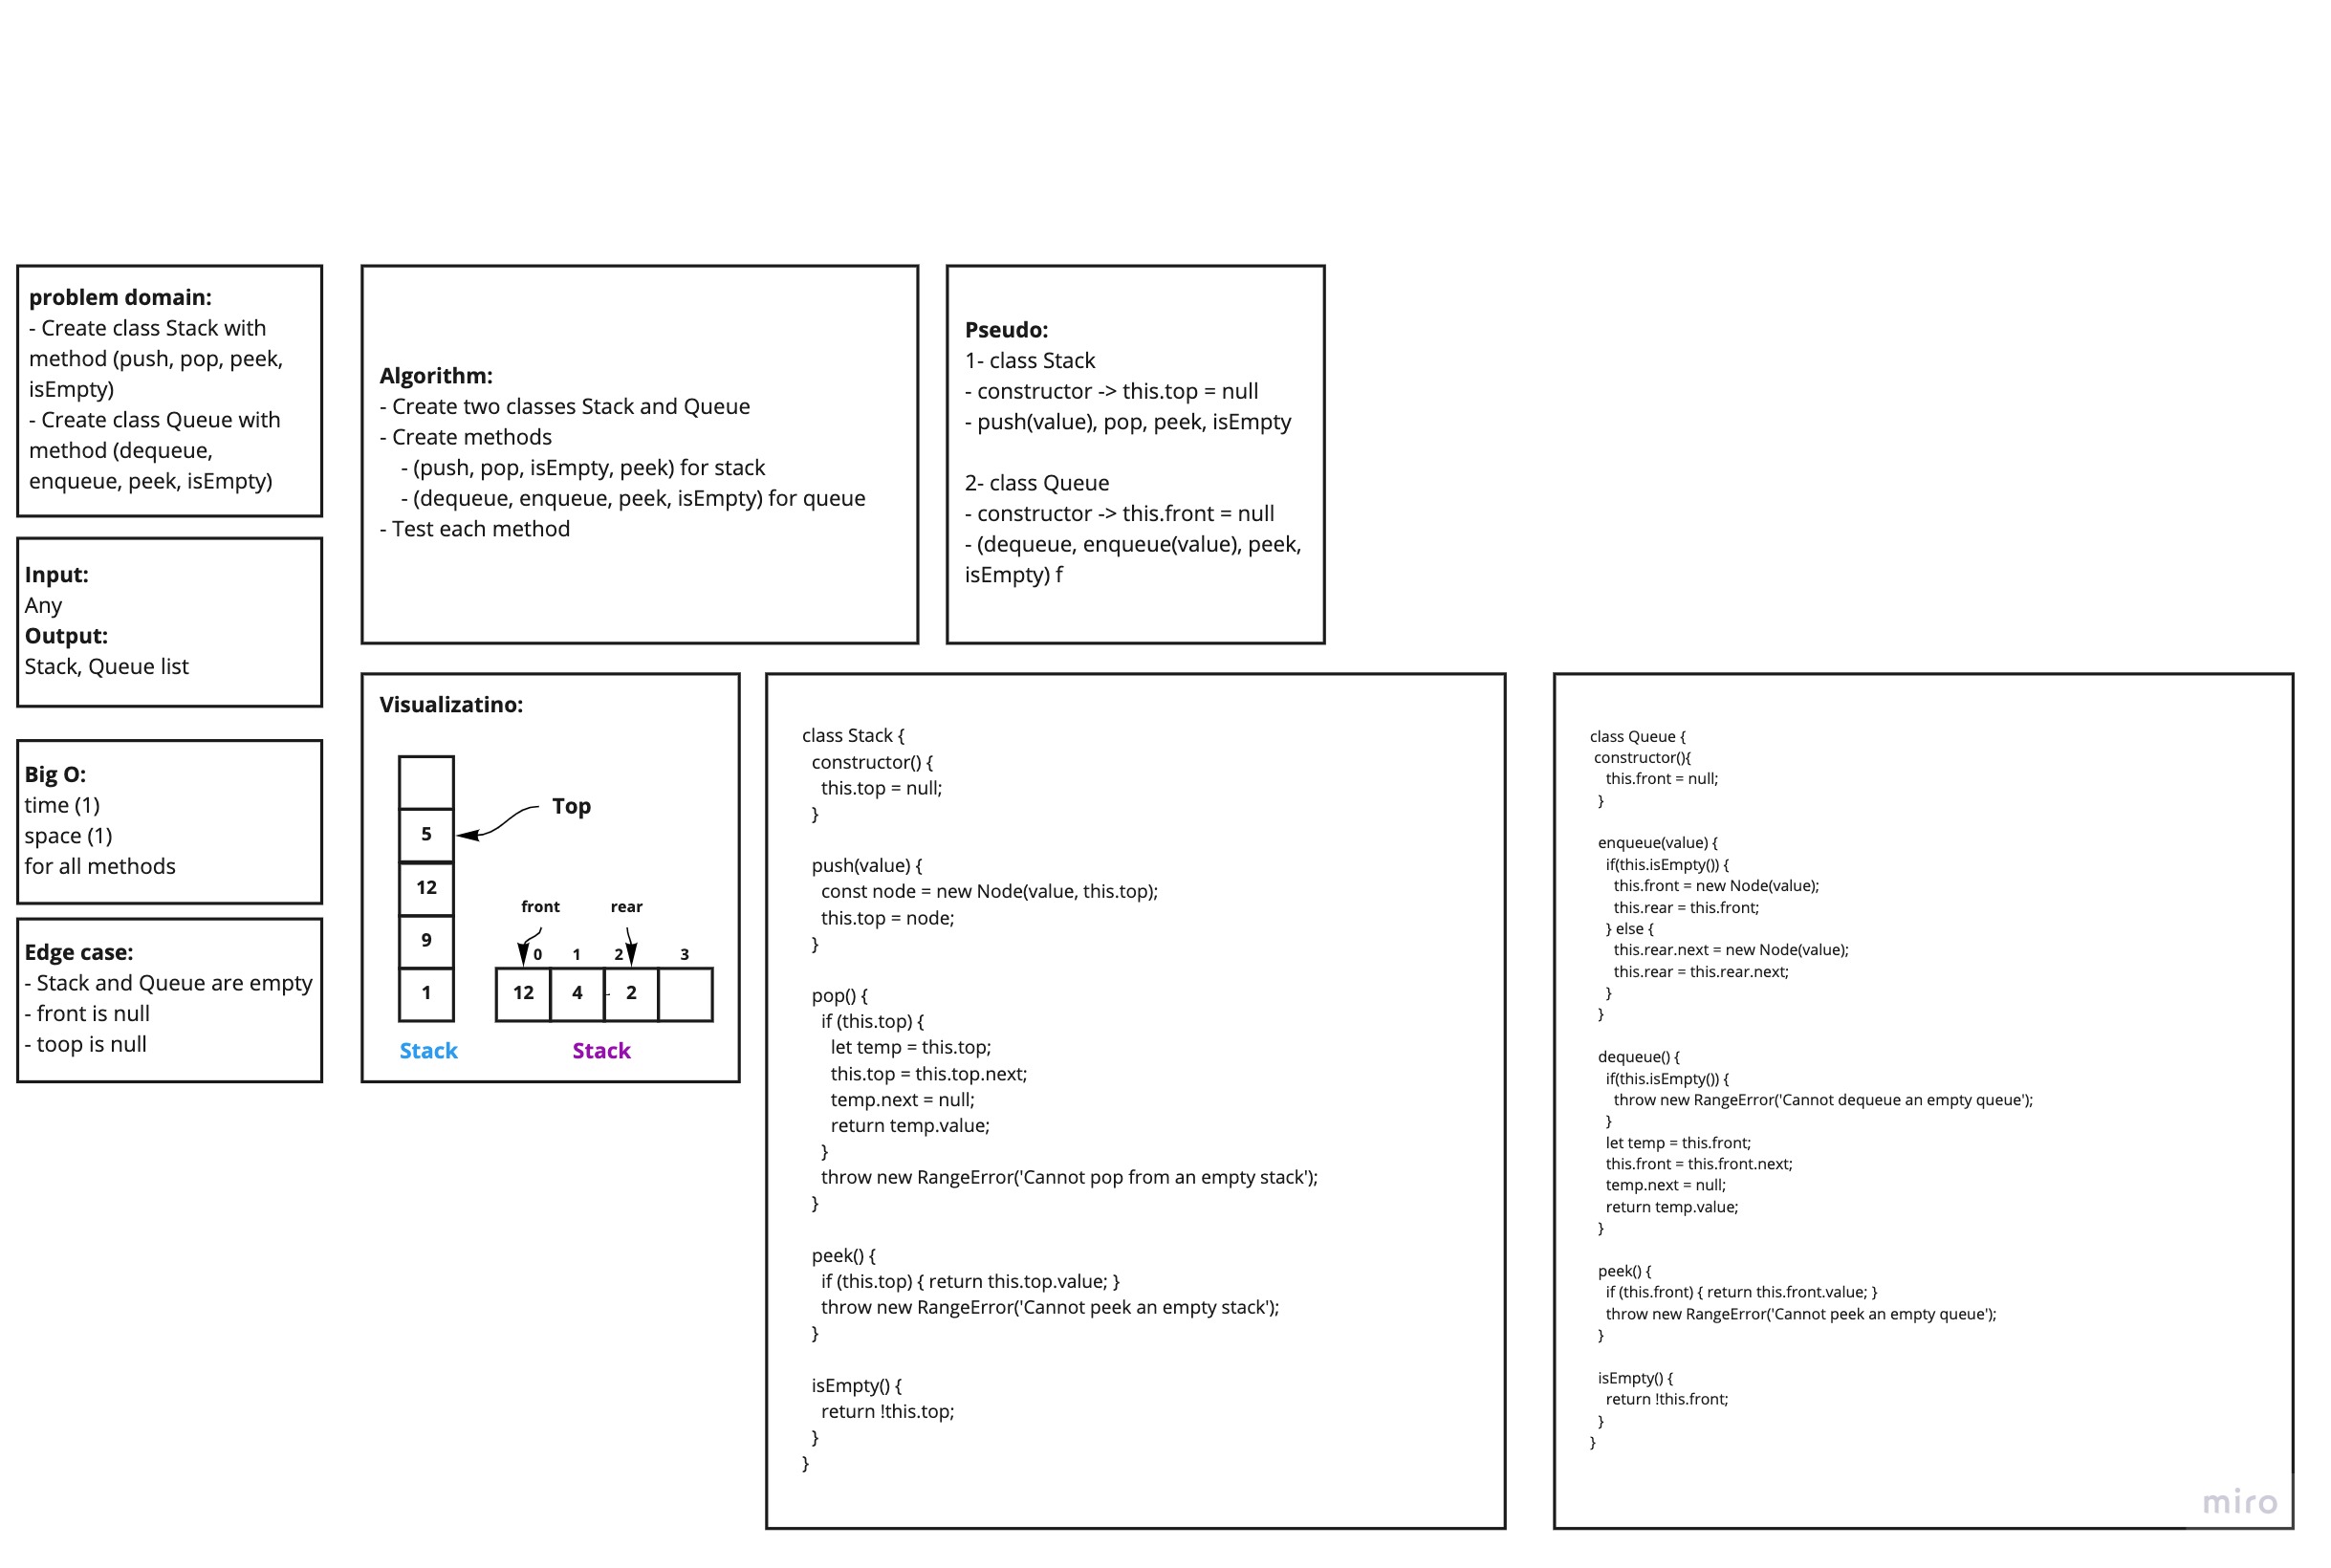 problem domain:
- Create class Stack with
method (push, pop, peek,
isEmpty)
- Create class Queue with
method (dequeue,
enqueue, peek, isEmpty)
Input:
Any
Output:
Stack, Queue list
Big O:
time (1)
space (1)
for all methods
Edge case:
- Stack and Queue are empty
- front is null
- toop is null
Algorithm:
- Create two classes Stack and Queue
- Create methods
- (push, pop, isEmpty, peek) for stack
- (dequeue, enqueue, peek, isEmpty) for queue
- Test each method
Pseudo:
1- class Stack
- constructor -> this.top = null
- push(value), pop, peek, isEmpty
2- class Queue
- constructor -> this.front = null
- (dequeue, enqueue(value), peek,
isEmpty) f
Visualizatino:
Top
5
12
9
1
Stack
front rear
0 1 2 3
12 4 2
Stack
class Stack {
constructor() {
this.top = null;
}
push(value) {
const node = new Node(value, this.top);
this.top = node;
}
pop() {
if (this.top) {
let temp = this.top;
this.top = this.top.next;
temp.next = null;
return temp.value;
}
throw new RangeError('Cannot pop from an empty stack');
}
peek() {
if (this.top) { return this.top.value; }
throw new RangeError('Cannot peek an empty stack');
}
isEmpty() {
return !this.top;
}
}
class Queue {
constructor(){
this.front = null;
}
enqueue(value) {
if(this.isEmpty()) {
this.front = new Node(value);
this.rear = this.front;
} else {
this.rear.next = new Node(value);
this.rear = this.rear.next;
}
}
dequeue() {
if(this.isEmpty()) {
throw new RangeError('Cannot dequeue an empty queue');
}
let temp = this.front;
this.front = this.front.next;
temp.next = null;
return temp.value;
}
peek() {
if (this.front) { return this.front.value; }
throw new RangeError('Cannot peek an empty queue');
}
isEmpty() {
return !this.front;
}
}
miro